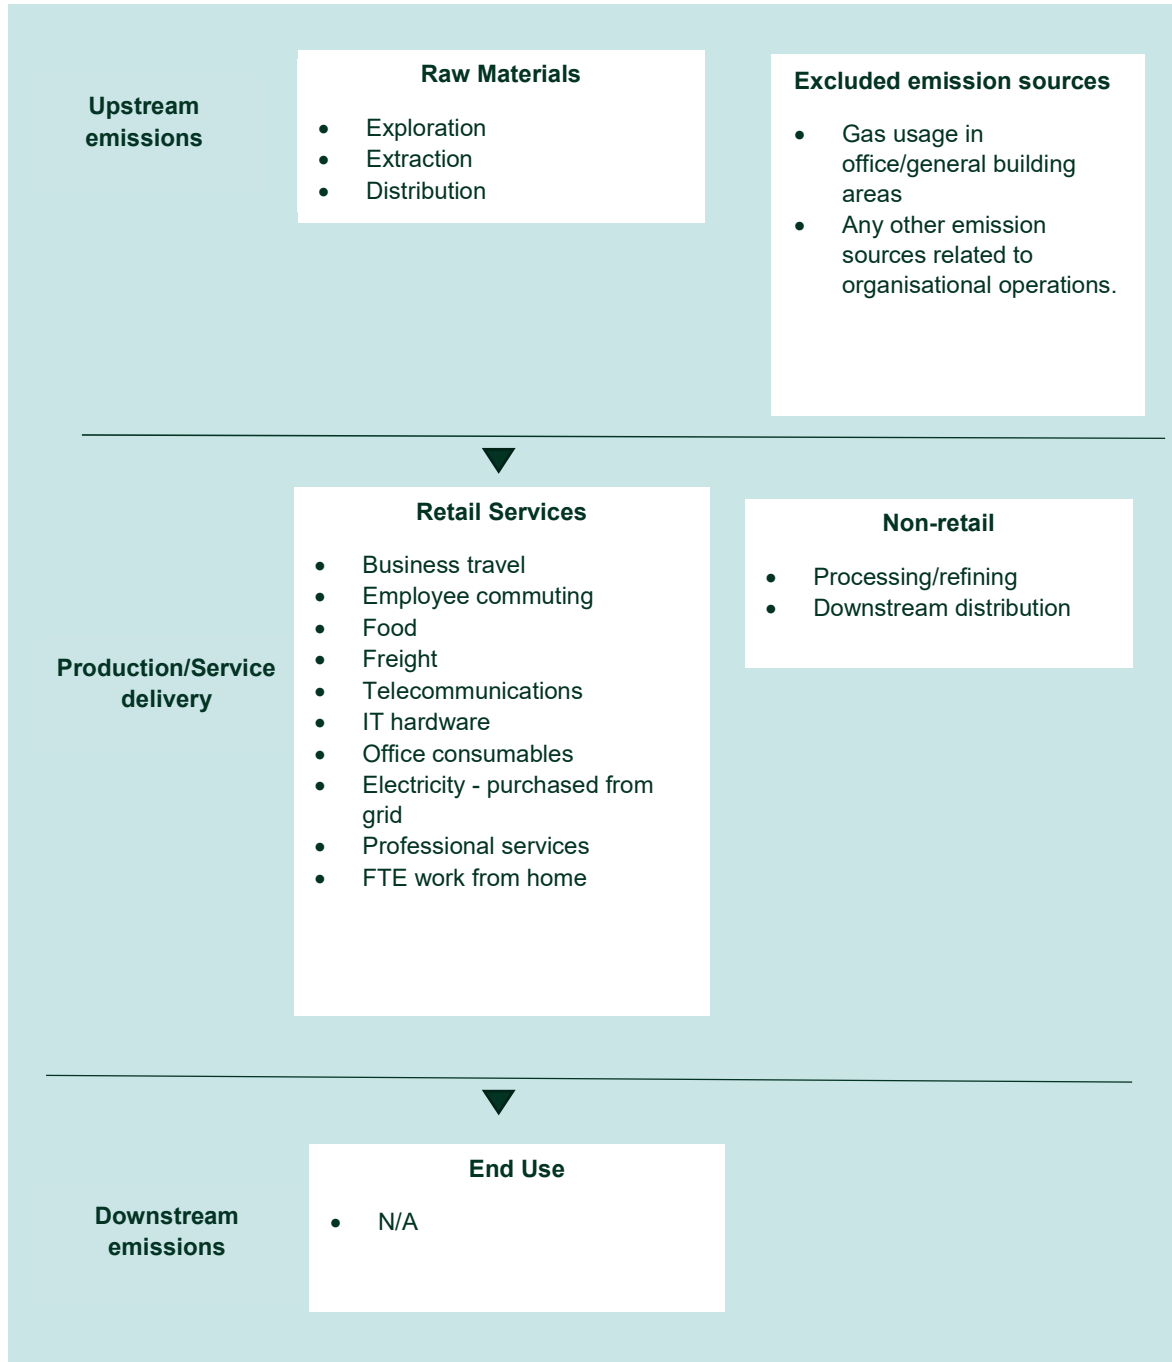 Upstream
emissions
Raw Materials
• Exploration
• Extraction
• Distribution
Excluded emission sources
• Gas usage in
office/general building
areas
• Any other emission
sources related to
organisational operations.
Production/Service
delivery
Retail Services
• Business travel
• Employee commuting
• Food
• Freight
• Telecommunications
• IT hardware
• Office consumables
• Electricity - purchased from
grid
• Professional services
• FTE work from home
Non-retail
• Processing/refining
• Downstream distribution
Downstream
emissions
End Use
• N/A